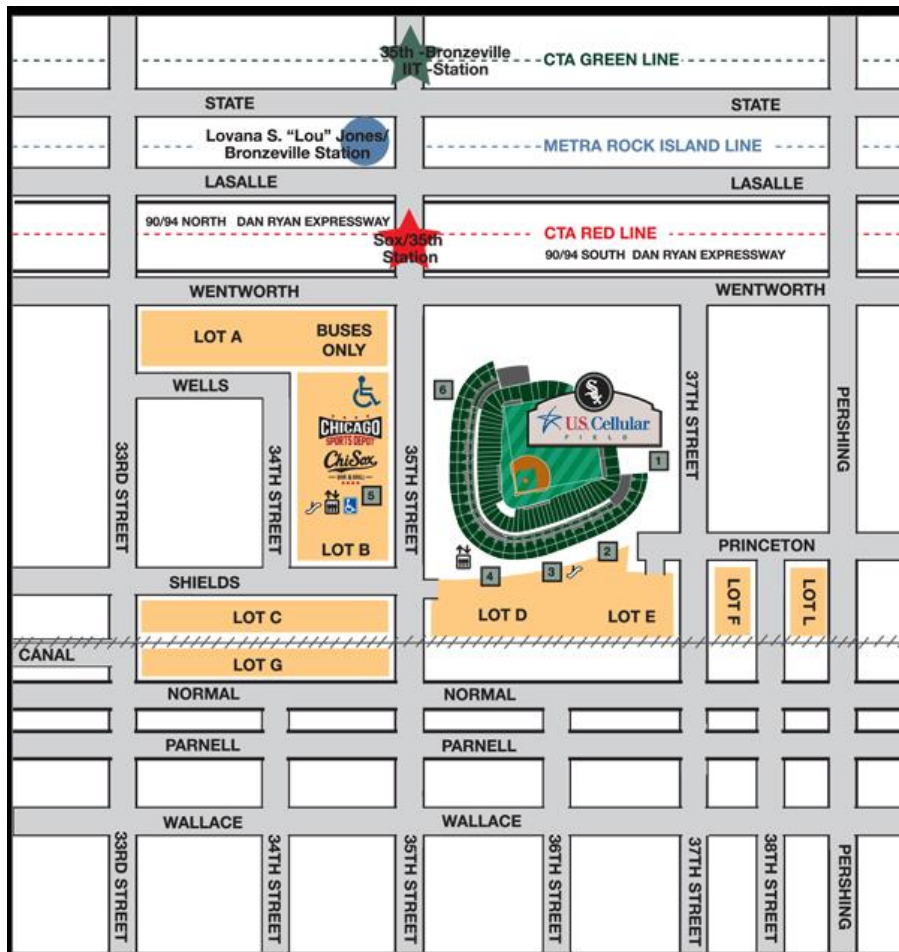 35th -Bronzeville
IIT -Station
CTA GREEN LINE
STATE
STATE
Lovana S. "Lou" Jones/
Bronzeville Station
METRA ROCK ISLAND LINE
LASALLE
LASALLE
90/94 NORTH DAN RYAN EXPRESSWAY
Sox/35th
Station
CTA RED LINE
90/94 SOUTH DAN RYAN EXPRESSWAY
WENTWORTH
WENTWORTH
LOT A
BUSES
ONLY
WELLS
33RD STREET
34TH STREET
CHICAGO
SPORTS DEPOT
ChiSox
BAR & GRILL
5
LOT B
35TH STREET
6
Sox
U.S. Cellular
FIELD
1
2
3
4
37TH STREET
PERSHING
PRINCETON
SHIELDS
LOT C
LOT D
LOT E
LOT F
LOT L
CANAL
LOT G
NORMAL
NORMAL
PARNELL
PARNELL
WALLACE
WALLACE
33RD STREET
34TH STREET
35TH STREET
36TH STREET
37TH STREET
38TH STREET
PERSHING